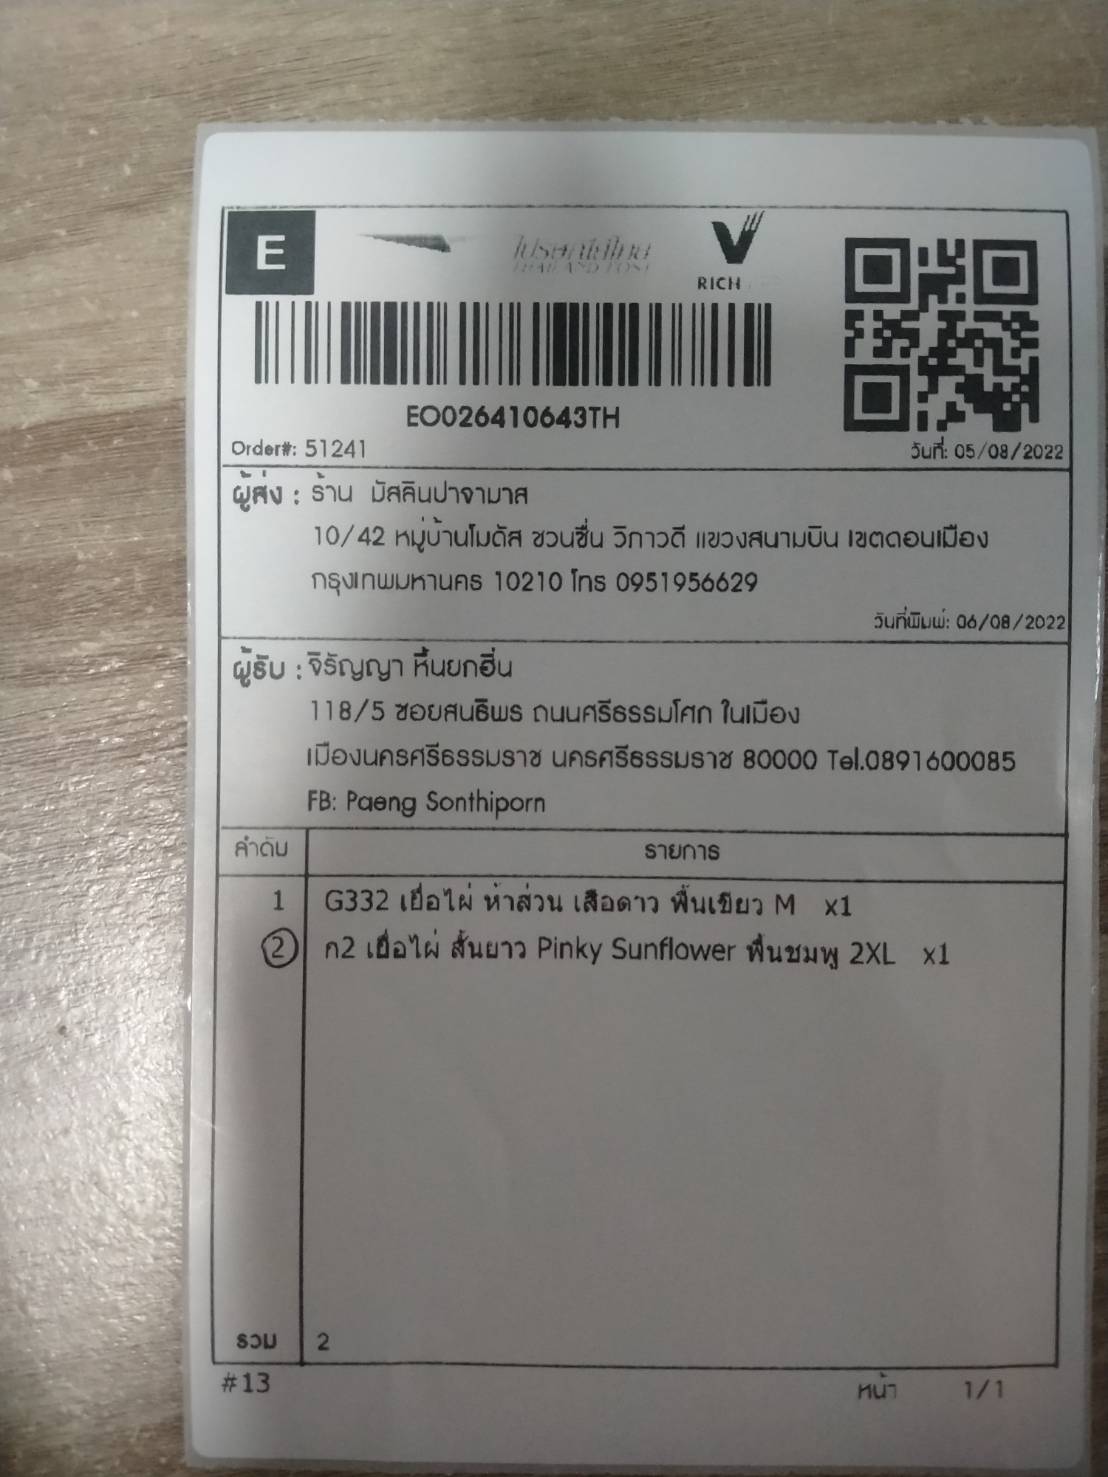 E
ไปรษณีย์ไทย
THAILAND POST
RICH
EO026410643TH
Order#: 51241
วันที่: 05/08/2022
ผู้ส่ง : ร้าน มัสลินปาจามาส
10/42 หมู่บ้านโมดัส ชวนชื่น วิภาวดี แขวงสนามบิน เขตดอนเมือง
กรุงเทพมหานคร 10210 โทร 0951956629
วันที่พิมพ์: 06/08/2022
ผู้รับ : จิรัญญา หิ้นยกฮิ่น
118/5 ซอยสนธิพร ถนนศรีธรรมโศก ในเมือง
เมืองนครศรีธรรมราช นครศรีธรรมราช 80000 Tel.0891600085
FB: Paeng Sonthiporn
ลำดับ รายการ
1 G332 เยื่อไผ่ ห้าส่วน เสือดาว พื้นเขียว M x1
2 ก2 เยื่อไผ่ สั้นยาว Pinky Sunflower พื้นชมพู 2XL x1
รวม 2
#13
หน้า 1/1